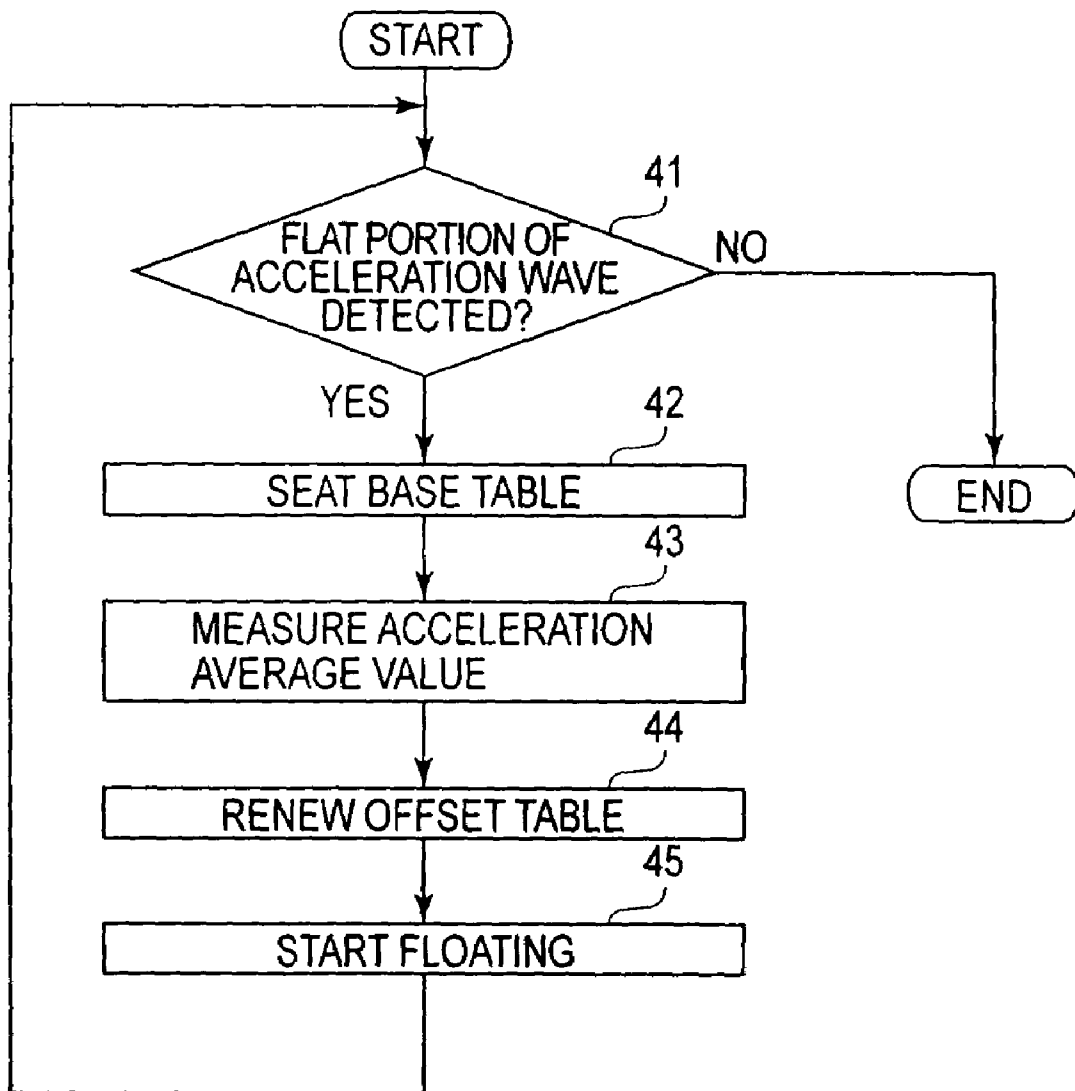 START
41
FLAT PORTION OF
ACCELERATION WAVE
DETECTED?
NO
YES
42
SEAT BASE TABLE
END
43
MEASURE ACCELERATION
AVERAGE VALUE
44
RENEW OFFSET TABLE
45
START FLOATING